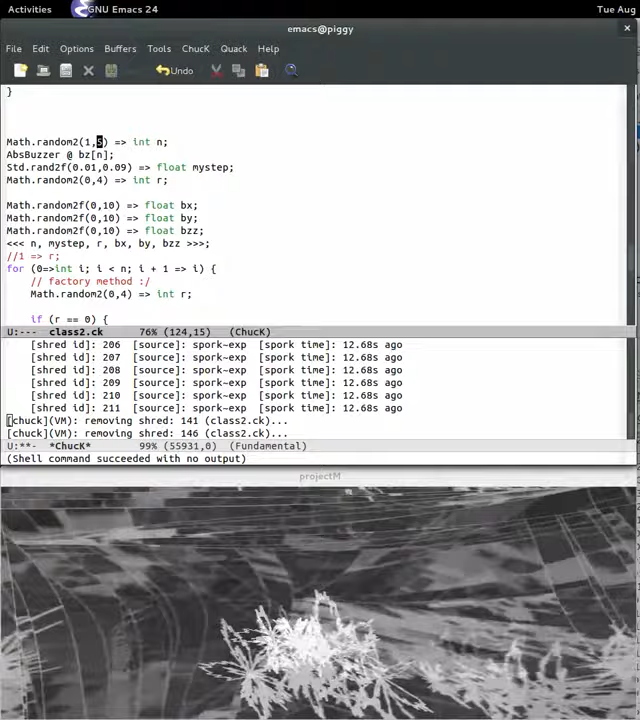 Activities GNU Emacs 24 Tue Aug
emacs@piggy
File Edit Options Buffers Tools ChucK Quack Help
Undo
}
Math.random2(1,5) => int n;
AbsBuzzer @ bz[n];
Std.rand2f(0.01,0.09) => float mystep;
Math.random2(0,4) => int r;
Math.random2f(0,10) => float bx;
Math.random2f(0,10) => float by;
Math.random2f(0,10) => float bzz;
<<< n, mystep, r, bx, by, bzz >>>;
//1 => r;
for (0=>int i; i < n; i + 1 => i) {
// factory method :/
Math.random2(0,4) => int r;
if (r == 0) {
U:--- class2.ck 76% (124,15) (ChucK)
[shred id]: 206 [source]: spork~exp [spork time]: 12.68s ago
[shred id]: 207 [source]: spork~exp [spork time]: 12.68s ago
[shred id]: 208 [source]: spork~exp [spork time]: 12.68s ago
[shred id]: 209 [source]: spork~exp [spork time]: 12.68s ago
[shred id]: 210 [source]: spork~exp [spork time]: 12.68s ago
[shred id]: 211 [source]: spork~exp [spork time]: 12.68s ago
[chuck](VM): removing shred: 141 (class2.ck)...
[chuck](VM): removing shred: 146 (class2.ck)...
U:**- *ChucK* 99% (55931,0) (Fundamental)
(Shell command succeeded with no output)
projectM